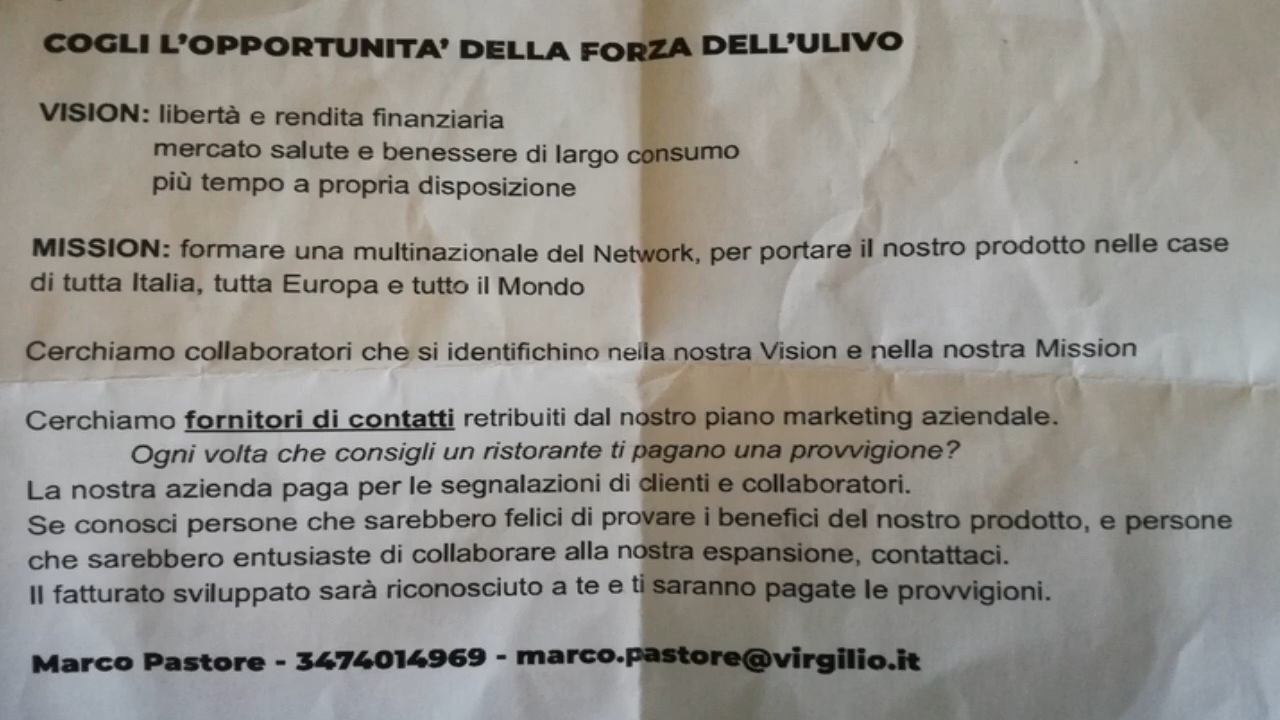 COGLI L'OPPORTUNITA' DELLA FORZA DELL'ULIVO
VISION: libertà e rendita finanziaria
mercato salute e benessere di largo consumo
più tempo a propria disposizione
MISSION: formare una multinazionale del Network, per portare il nostro prodotto nelle case
di tutta Italia, tutta Europa e tutto il Mondo
Cerchiamo collaboratori che si identifichino nella nostra Vision e nella nostra Mission
Cerchiamo fornitori di contatti retribuiti dal nostro piano marketing aziendale.
Ogni volta che consigli un ristorante ti pagano una provvigione?
La nostra azienda paga per le segnalazioni di clienti e collaboratori.
Se conosci persone che sarebbero felici di provare i benefici del nostro prodotto, e persone
che sarebbero entusiaste di collaborare alla nostra espansione, contattaci.
Il fatturato sviluppato sarà riconosciuto a te e ti saranno pagate le provvigioni.
Marco Pastore - 3474014969 - marco.pastore@virgilio.it